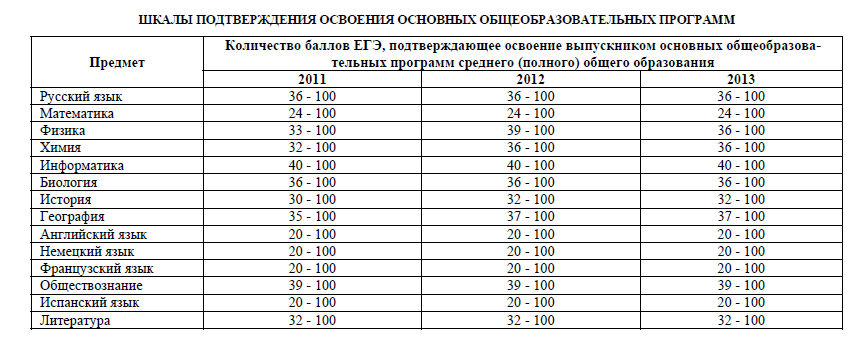 ШКАЛЫ ПОДТВЕРЖДЕНИЯ ОСВОЕНИЯ ОСНОВНЫХ ОБЩЕОБРАЗОВАТЕЛЬНЫХ ПРОГРАММ
Предмет
Количество баллов ЕГЭ, подтверждающее освоение выпускником основных общеобразова-
тельных программ среднего (полного) общего образования
2011 2012 2013
Русский язык 36 - 100 36 - 100 36 - 100
Математика 24 - 100 24 - 100 24 - 100
Физика 33 - 100 39 - 100 36 - 100
Химия 32 - 100 36 - 100 36 - 100
Информатика 40 - 100 40 - 100 40 - 100
Биология 36 - 100 36 - 100 36 - 100
История 30 - 100 32 - 100 32 - 100
География 35 - 100 37 - 100 37 - 100
Английский язык 20 - 100 20 - 100 20 - 100
Немецкий язык 20 - 100 20 - 100 20 - 100
Французский язык 20 - 100 20 - 100 20 - 100
Обществознание 39 - 100 39 - 100 39 - 100
Испанский язык 20 - 100 20 - 100 20 - 100
Литература 32 - 100 32 - 100 32 - 100